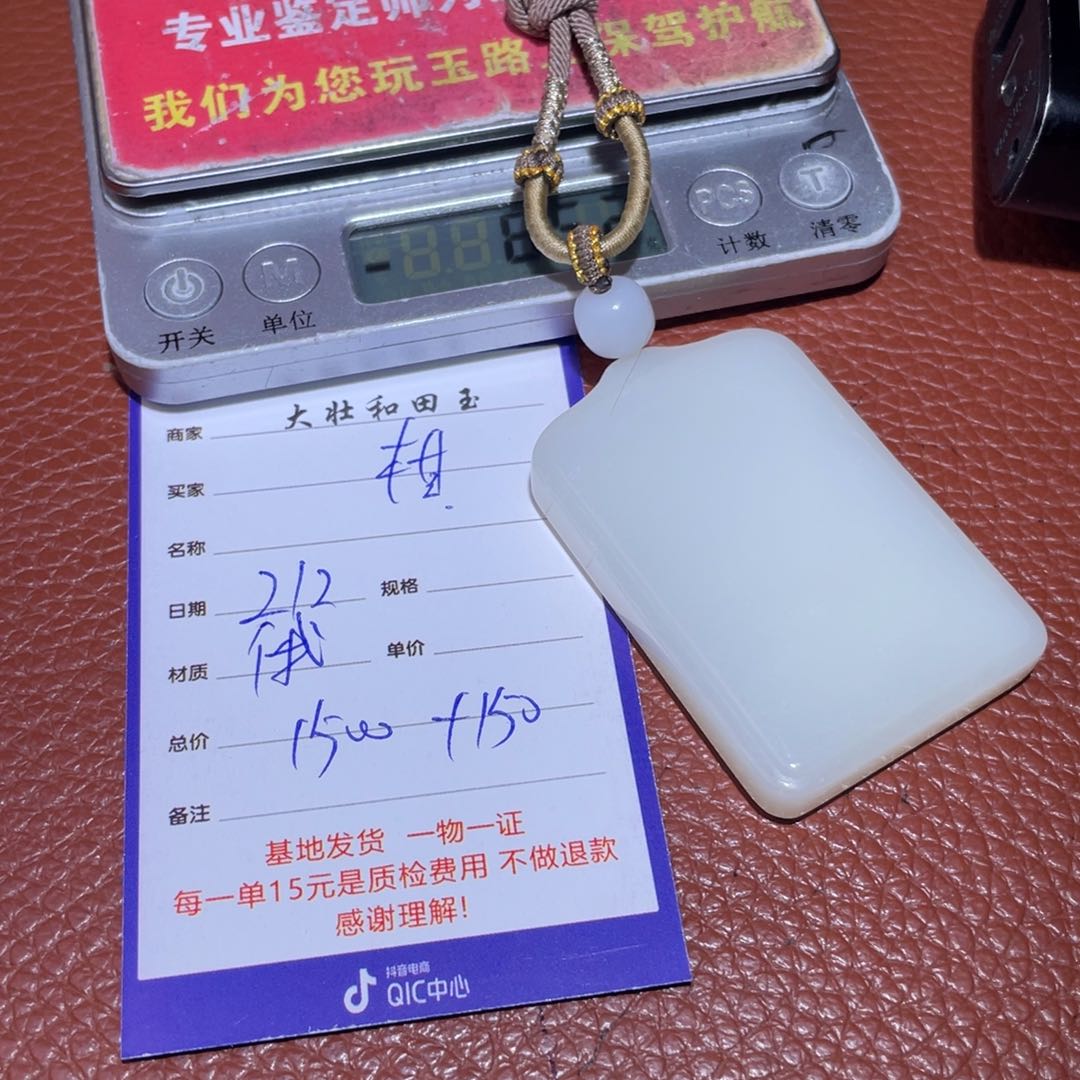 专业鉴定师为
我们为您玩玉路 保驾护航
PCS
T
M
计数
清零
开关
单位
商家 大壮和田玉
买家
名称
日期 212 规格
材质 俄 单价
总价 1500 +150
备注
基地发货 一物一证
每一单15元是质检费用 不做退款
感谢理解!
抖音电商
QIC中心